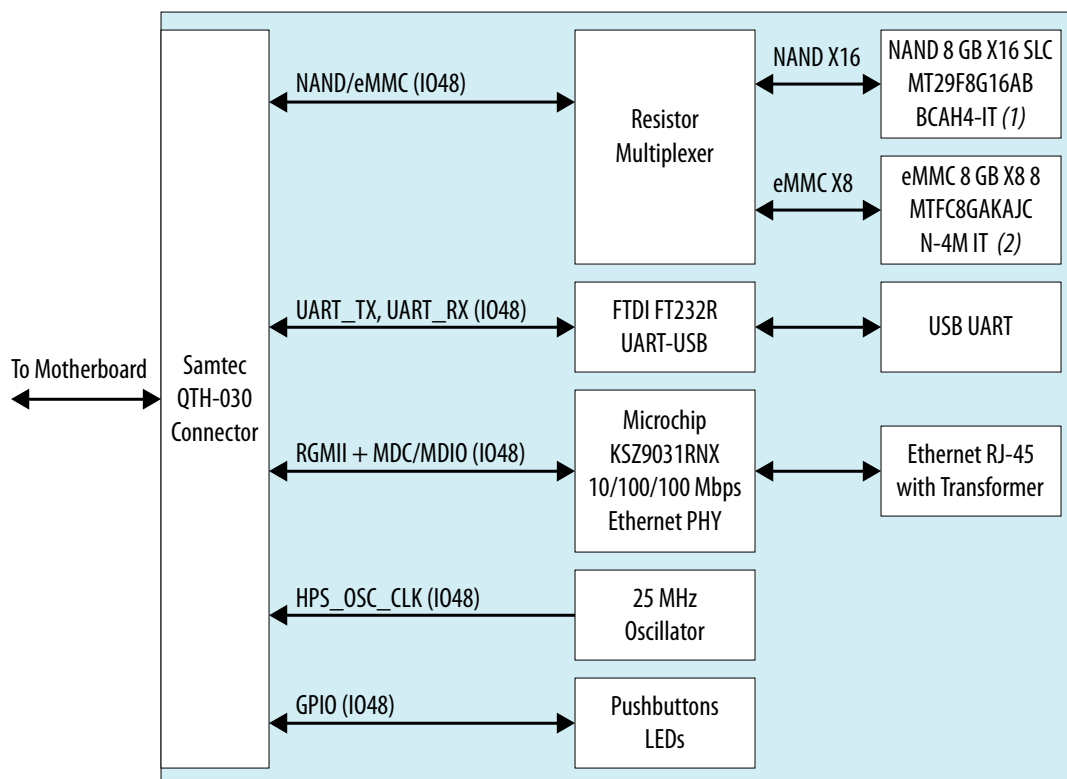 To Motherboard
Samtec
QTH-030
Connector
NAND/eMMC (IO48)
Resistor
Multiplexer
NAND X16
NAND 8 GB X16 SLC
MT29F8G16AB
BCAH4-IT (1)
eMMC X8
eMMC 8 GB X8 8
MTFC8GAKAJC
N-4M IT (2)
UART_TX, UART_RX (IO48)
FTDI FT232R
UART-USB
USB UART
RGMII + MDC/MDIO (IO48)
Microchip
KSZ9031RNX
10/100/100 Mbps
Ethernet PHY
Ethernet RJ-45
with Transformer
HPS_OSC_CLK (IO48)
25 MHz
Oscillator
GPIO (IO48)
Pushbuttons
LEDs